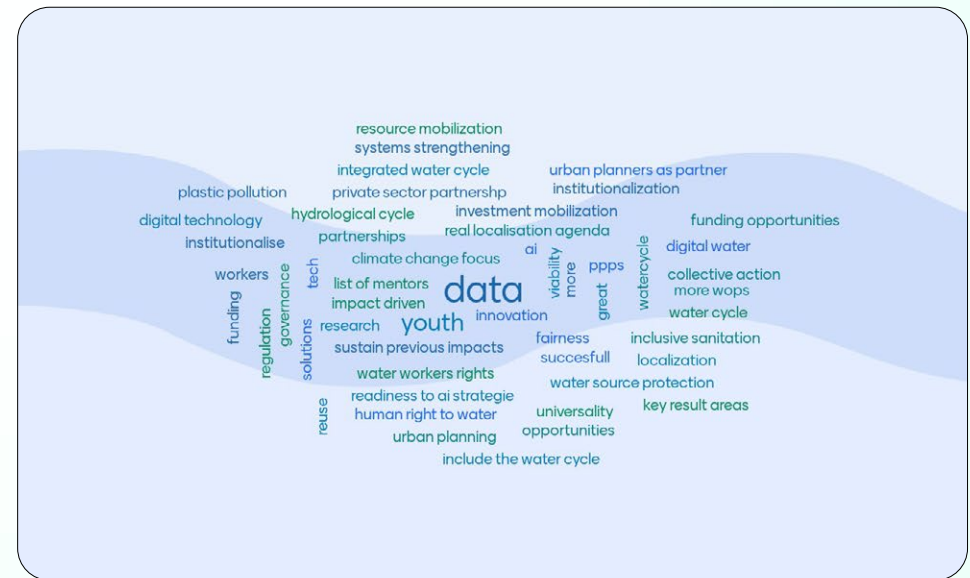 resource mobilization
systems strengthening
integrated water cycle
urban planners as partner
plastic pollution
private sector partnershp
institutionalization
digital technology
hydrological cycle
investment mobilization
funding opportunities
institutionalise
partnerships
real localisation agenda
ai
digital water
climate change focus
viability
more
ppps
watercycle
workers
governance
tech
list of mentors
data
great
collective action
more wops
funding
regulation
impact driven
innovation
water cycle
solutions
research
youth
fairness
inclusive sanitation
sustain previous impacts
succesfull
localization
water workers rights
water source protection
reuse
readiness to ai strategie
key result areas
human right to water
universality
urban planning
opportunities
include the water cycle